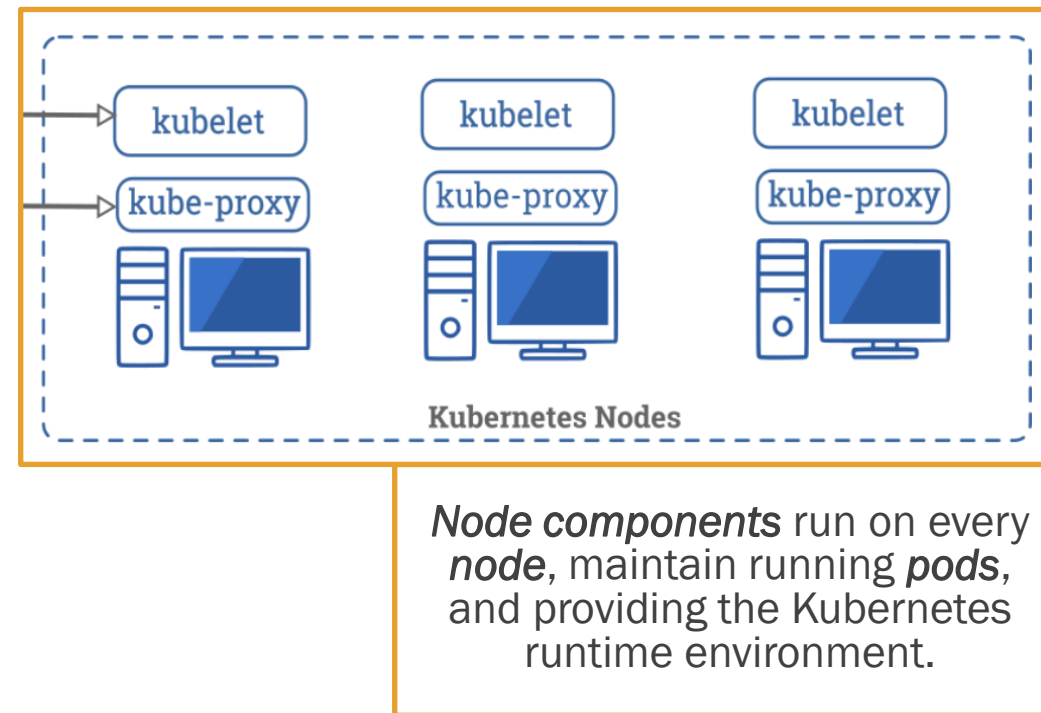 kubelet
kubelet
kubelet
kube-proxy
kube-proxy
kube-proxy
Kubernetes Nodes
Node components run on every
node, maintain running pods,
and providing the Kubernetes
runtime environment.